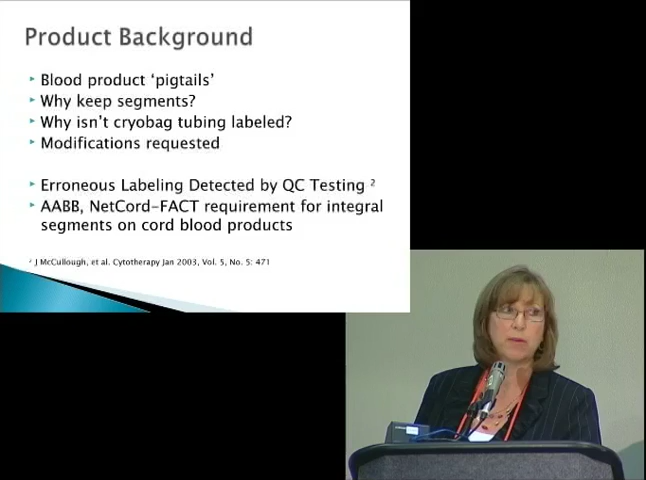 Product Background
Blood product 'pigtails'
Why keep segments?
Why isn't cryobag tubing labeled?
Modifications requested
Erroneous Labeling Detected by QC Testing 2
AABB, NetCord-FACT requirement for integral
segments on cord blood products
2 J McCullough, et al. Cytotherapy Jan 2003, Vol. 5, No. 5: 471